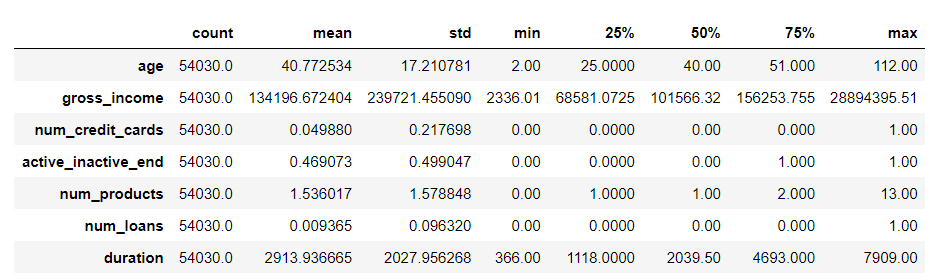 count mean std min 25% 50% 75% max
age 54030.0 40.772534 17.210781 2.00 25.0000 40.00 51.000 112.00
gross_income 54030.0 134196.672404 239721.455090 2336.01 68581.0725 101566.32 156253.755 28894395.51
num_credit_cards 54030.0 0.049880 0.217698 0.00 0.0000 0.00 0.000 1.00
active_inactive_end 54030.0 0.469073 0.499047 0.00 0.0000 0.00 1.000 1.00
num_products 54030.0 1.536017 1.578848 0.00 1.0000 1.00 2.000 13.00
num_loans 54030.0 0.009365 0.096320 0.00 0.0000 0.00 0.000 1.00
duration 54030.0 2913.936665 2027.956268 366.00 1118.0000 2039.50 4693.000 7909.00